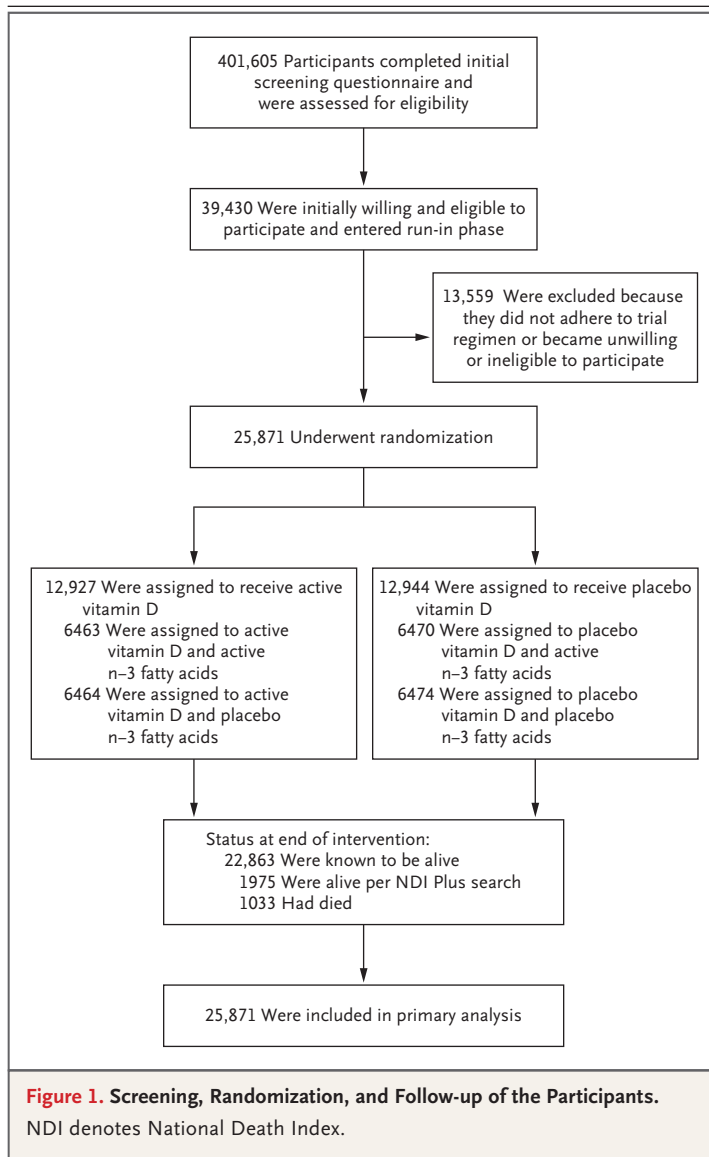 401,605 Participants completed initial
screening questionnaire and
were assessed for eligibility
39,430 Were initially willing and eligible to
participate and entered run-in phase
13,559 Were excluded because
they did not adhere to trial
regimen or became unwilling
or ineligible to participate
25,871 Underwent randomization
12,927 Were assigned to receive active
vitamin D
6463 Were assigned to active
vitamin D and active
n–3 fatty acids
6464 Were assigned to active
vitamin D and placebo
n–3 fatty acids
12,944 Were assigned to receive placebo
vitamin D
6470 Were assigned to placebo
vitamin D and active
n–3 fatty acids
6474 Were assigned to placebo
vitamin D and placebo
n–3 fatty acids
Status at end of intervention:
22,863 Were known to be alive
1975 Were alive per NDI Plus search
1033 Had died
25,871 Were included in primary analysis
Figure 1. Screening, Randomization, and Follow-up of the Participants.
NDI denotes National Death Index.